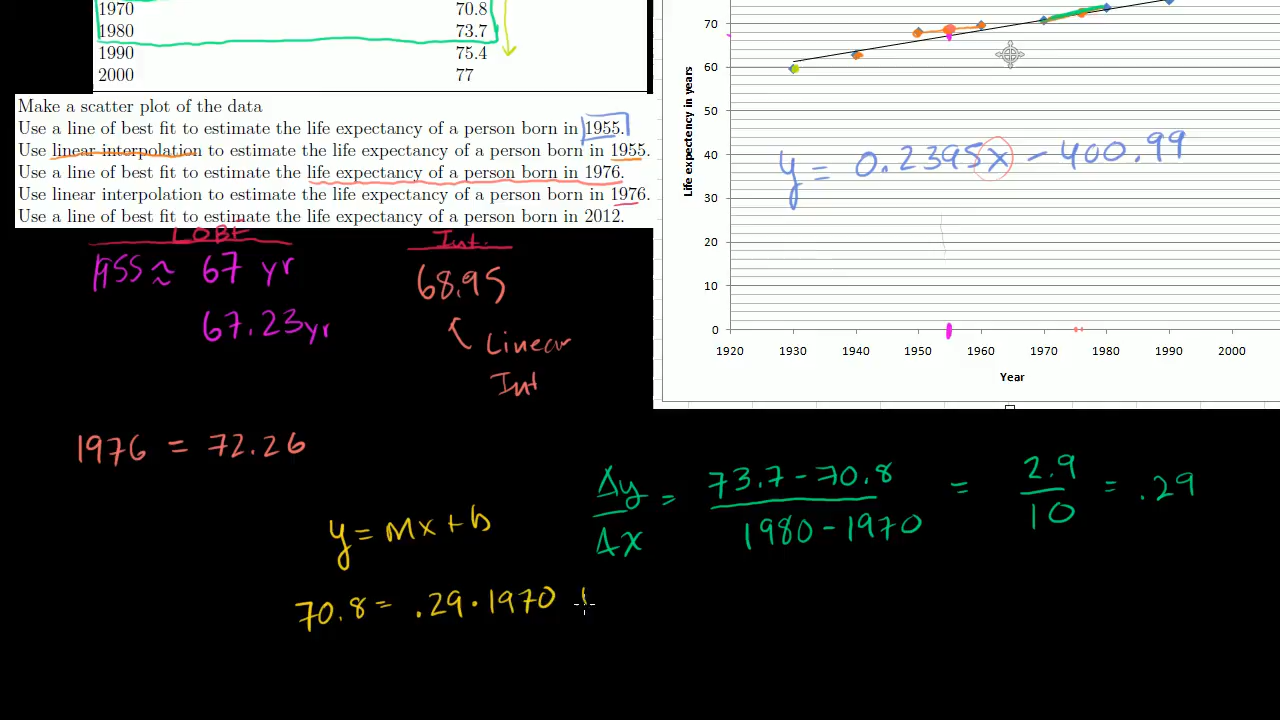 1970 70.8
1980 73.7
1990 75.4
2000 77
Make a scatter plot of the data
Use a line of best fit to estimate the life expectancy of a person born in 1955.
Use linear interpolation to estimate the life expectancy of a person born in 1955.
Use a line of best fit to estimate the life expectancy of a person born in 1976.
Use linear interpolation to estimate the life expectancy of a person born in 1976.
Use a line of best fit to estimate the life expectancy of a person born in 2012.
LOBF
1955 ≈ 67 yr
67.23yr
Int.
68.95
Linear
Int
1976 = 72.26
y = mx + b
70.8 = .29 · 1970
Δy/Δx = (73.7 - 70.8)/(1980 - 1970) = 2.9/10 = .29
Life expectency in years
70
60
50
40
30
20
10
0
y = 0.2395x - 400.99
1920 1930 1940 1950 1960 1970 1980 1990 2000
Year